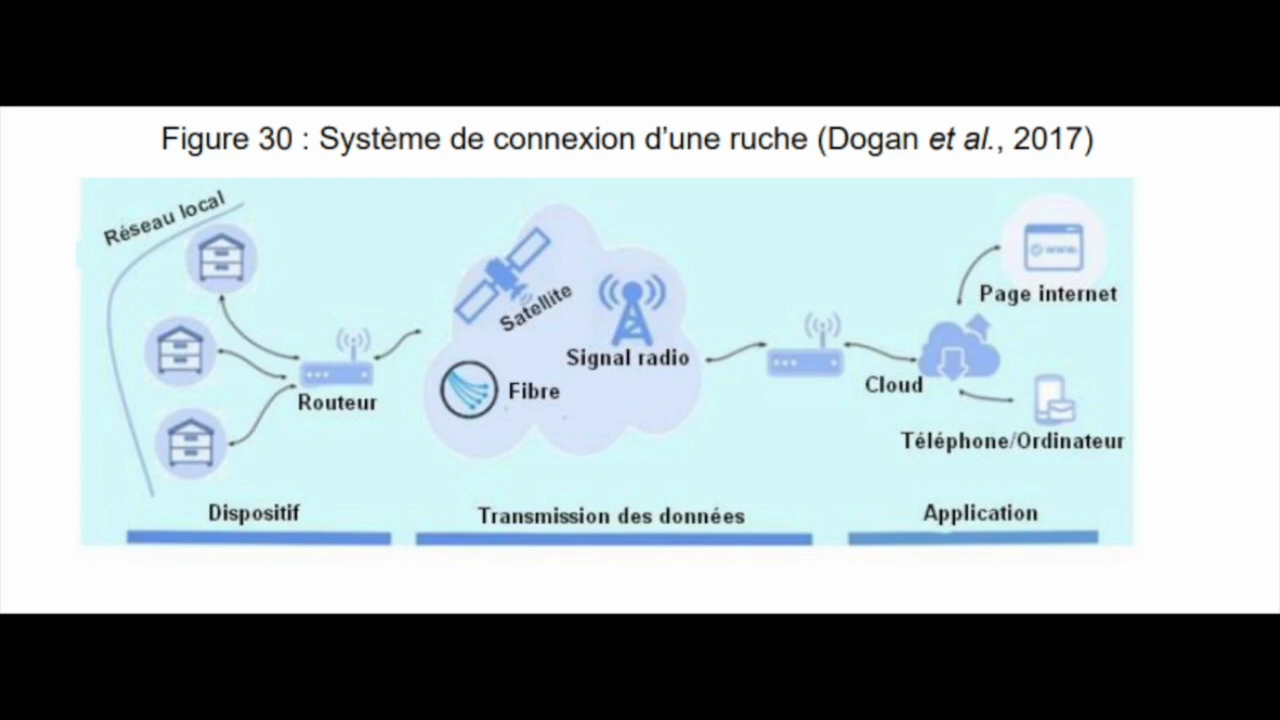 Figure 30 : Système de connexion d’une ruche (Dogan et al., 2017)
Réseau local
Satellite
Signal radio
Fibre
Routeur
www.
Page internet
Cloud
Téléphone/Ordinateur
Dispositif
Transmission des données
Application